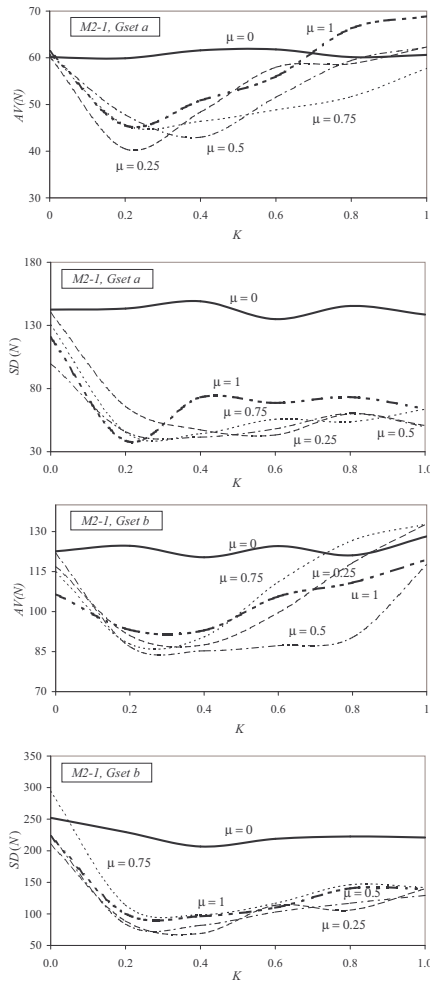 70
60
50
40
30
AV(N)
M2-1, Gset a
μ = 0
μ = 1
μ = 0.75
μ = 0.5
μ = 0.25
0 0.2 0.4 0.6 0.8 1
K
180
130
80
30
SD (N)
M2-1, Gset a
μ = 0
μ = 1
μ = 0.75
μ = 0.5
μ = 0.25
0.0 0.2 0.4 0.6 0.8 1.0
K
130
115
100
85
70
AV(N)
M2-1, Gset b
μ = 0
μ = 0.75
μ = 0.25
μ = 1
μ = 0.5
0 0.2 0.4 0.6 0.8 1
K
350
300
250
200
150
100
50
SD (N)
M2-1, Gset b
μ = 0
μ = 0.75
μ = 1
μ = 0.5
μ = 0.25
0.0 0.2 0.4 0.6 0.8 1.0
K